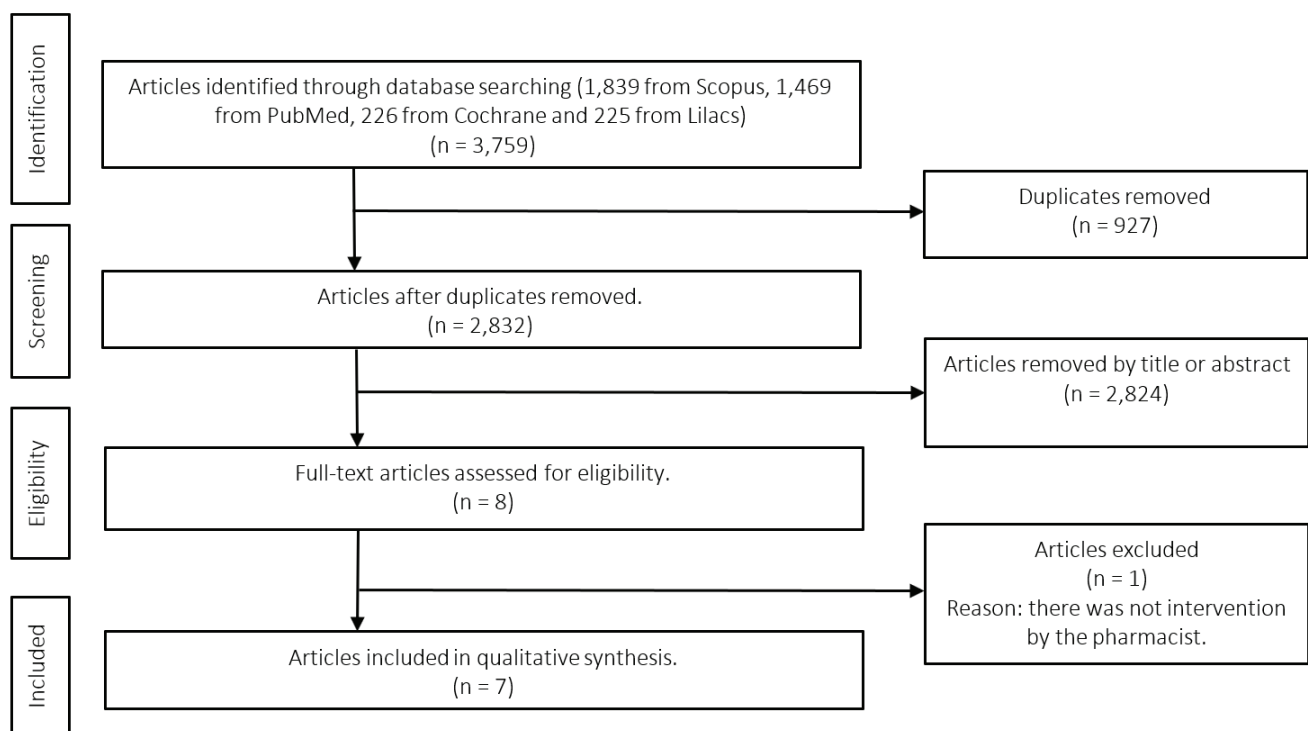 Identification
Articles identified through database searching (1,839 from Scopus, 1,469
from PubMed, 226 from Cochrane and 225 from Lilacs)
(n = 3,759)
Duplicates removed
(n = 927)
Screening
Articles after duplicates removed.
(n = 2,832)
Articles removed by title or abstract
(n = 2,824)
Eligibility
Full-text articles assessed for eligibility.
(n = 8)
Articles excluded
(n = 1)
Reason: there was not intervention
by the pharmacist.
Included
Articles included in qualitative synthesis.
(n = 7)